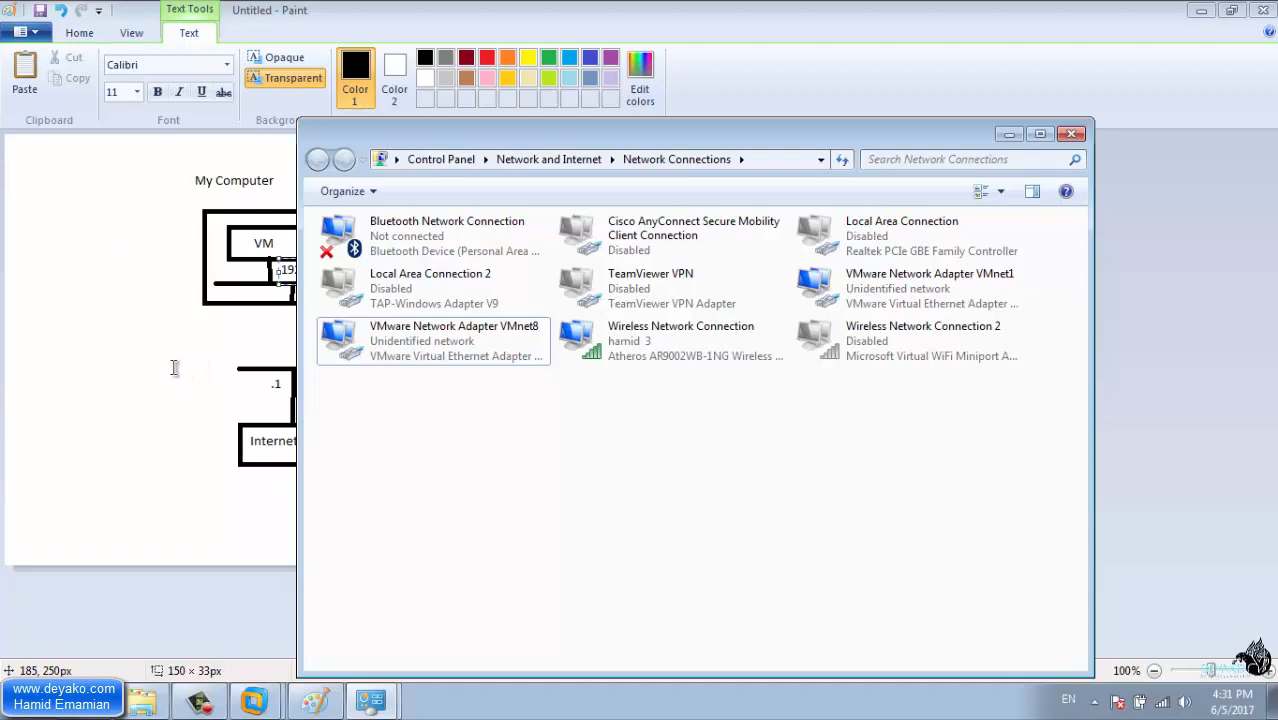 Text Tools
Untitled - Paint
Home
View
Text
Cut
Copy
Paste
Clipboard
Calibri
11
B I U abc
Font
Opaque
Transparent
Backgro
Color 1
Color 2
Edit colors
My Computer
VM
192
.1
Internet
Control Panel
Network and Internet
Network Connections
Search Network Connections
Organize
Bluetooth Network Connection
Not connected
Bluetooth Device (Personal Area ...
Cisco AnyConnect Secure Mobility
Client Connection
Disabled
Local Area Connection
Disabled
Realtek PCIe GBE Family Controller
Local Area Connection 2
Disabled
TAP-Windows Adapter V9
TeamViewer VPN
Disabled
TeamViewer VPN Adapter
VMware Network Adapter VMnet1
Unidentified network
VMware Virtual Ethernet Adapter ...
VMware Network Adapter VMnet8
Unidentified network
VMware Virtual Ethernet Adapter ...
Wireless Network Connection
hamid 3
Atheros AR9002WB-1NG Wireless ...
Wireless Network Connection 2
Disabled
Microsoft Virtual WiFi Miniport A...
185, 250px
150 × 33px
100%
www.deyako.com
Hamid Emamian
EN
4:31 PM
6/5/2017